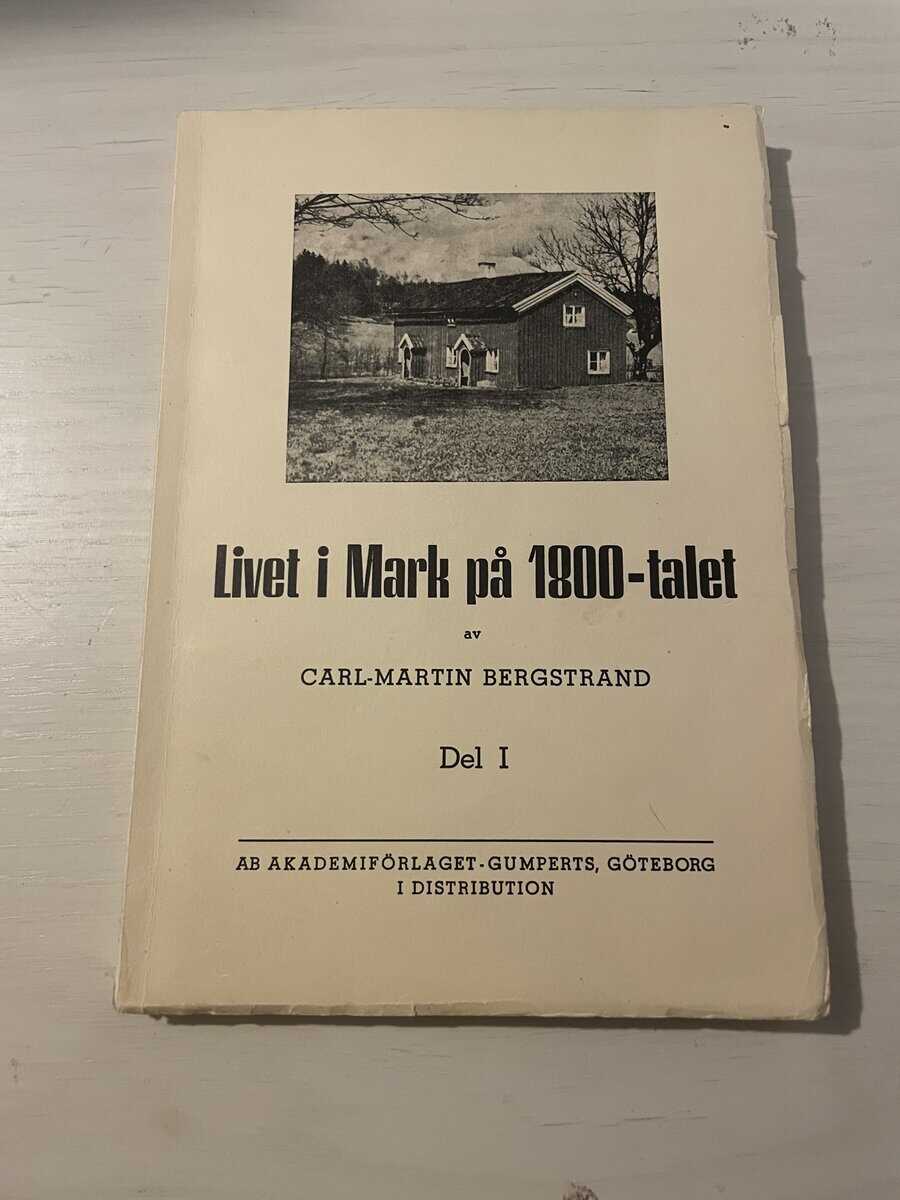 Livet i Mark på 1800-talet
av
CARL-MARTIN BERGSTRAND
Del I
AB AKADEMIFÖRLAGET-GUMPERTS, GÖTEBORG
I DISTRIBUTION